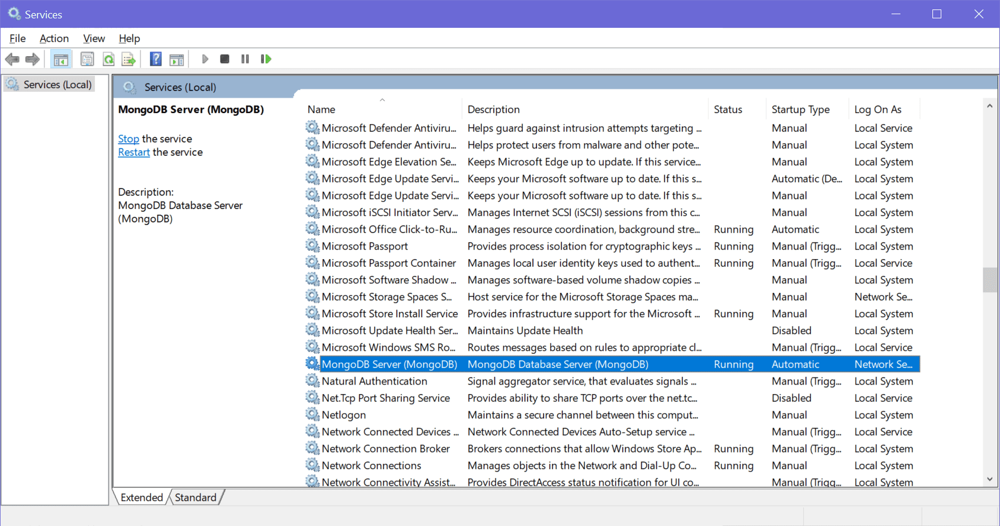 Services
File Action View Help
Services (Local)
Services (Local)
MongoDB Server (MongoDB)
Stop the service
Restart the service
Description:
MongoDB Database Server
(MongoDB)
Name Description Status Startup Type Log On As
Microsoft Defender Antiviru... Helps guard against intrusion attempts targeting ... Manual Local Service
Microsoft Defender Antiviru... Helps protect users from malware and other pote... Manual Local System
Microsoft Edge Elevation Se... Keeps Microsoft Edge up to update. If this service... Manual Local System
Microsoft Edge Update Servi... Keeps your Microsoft software up to date. If this s... Automatic (De... Local System
Microsoft Edge Update Servi... Keeps your Microsoft software up to date. If this s... Manual Local System
Microsoft iSCSI Initiator Serv... Manages Internet SCSI (iSCSI) sessions from this c... Manual Local System
Microsoft Office Click-to-Ru... Manages resource coordination, background stre... Running Automatic Local System
Microsoft Passport Provides process isolation for cryptographic keys ... Running Manual (Trigg... Local System
Microsoft Passport Container Manages local user identity keys used to authent... Running Manual (Trigg... Local Service
Microsoft Software Shadow ... Manages software-based volume shadow copies ... Manual Local System
Microsoft Storage Spaces S... Host service for the Microsoft Storage Spaces ma... Manual Network Se...
Microsoft Store Install Service Provides infrastructure support for the Microsoft ... Running Manual Local System
Microsoft Update Health Ser... Maintains Update Health Disabled Local System
Microsoft Windows SMS Ro... Routes messages based on rules to appropriate cl... Manual (Trigg... Local Service
MongoDB Server (MongoDB) MongoDB Database Server (MongoDB) Running Automatic Network Se...
Natural Authentication Signal aggregator service, that evaluates signals ... Manual (Trigg... Local System
Net.Tcp Port Sharing Service Provides ability to share TCP ports over the net.tc... Disabled Local Service
Netlogon Maintains a secure channel between this comput... Manual Local System
Network Connected Devices ... Network Connected Devices Auto-Setup service ... Manual (Trigg... Local Service
Network Connection Broker Brokers connections that allow Windows Store Ap... Running Manual (Trigg... Local System
Network Connections Manages objects in the Network and Dial-Up Co... Running Manual Local System
Network Connectivity Assist... Provides DirectAccess status notification for UI co... Manual (Trigg... Local System
Extended Standard